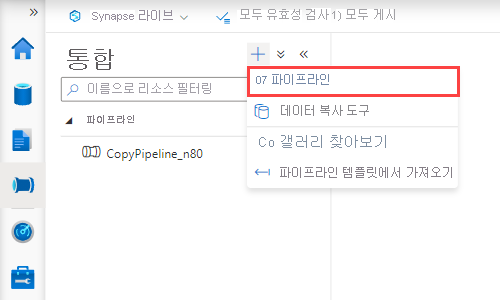 Synapse 라이브 모두 유효성 검사1) 모두 게시
통합
이름으로 리소스 필터링
파이프라인
CopyPipeline_n80
07 파이프라인
데이터 복사 도구
Co 갤러리 찾아보기
파이프라인 템플릿에서 가져오기